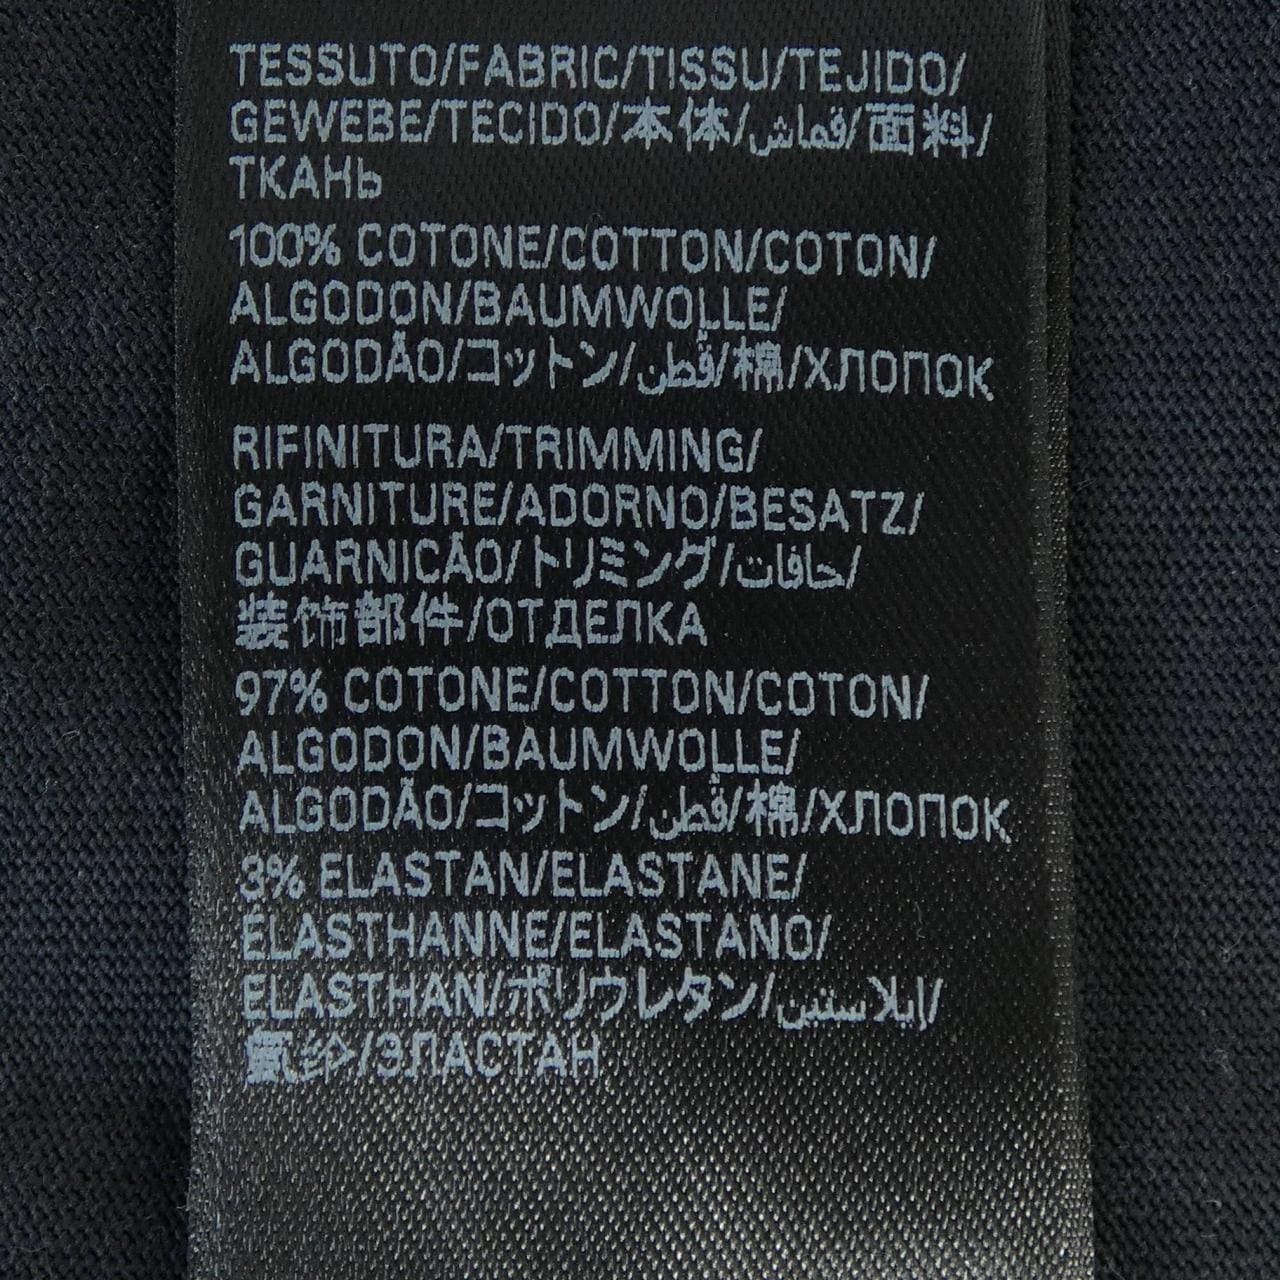 TESSUTO/FABRIC/TISSU/TEJIDO/
GEWEBE/TECIDO/本体/قماش/面料/
ТКАНЬ
100% COTONE/COTTON/COTON/
ALGODON/BAUMWOLLE/
ALGODÃO/コットン/قطن/棉/ХЛОПОК
RIFINITURA/TRIMMING/
GARNITURE/ADORNO/BESATZ/
GUARNICÃO/トリミング/حافات/
装饰部件/ОТДЕЛКА
97% COTONE/COTTON/COTON/
ALGODON/BAUMWOLLE/
ALGODÃO/コットン/قطن/棉/ХЛОПОК
3% ELASTAN/ELASTANE/
ÉLASTHANNE/ELASTANO/
ELASTHAN/ポリウレタン/إيلاستين/
氨纶/ЭЛАСТАН